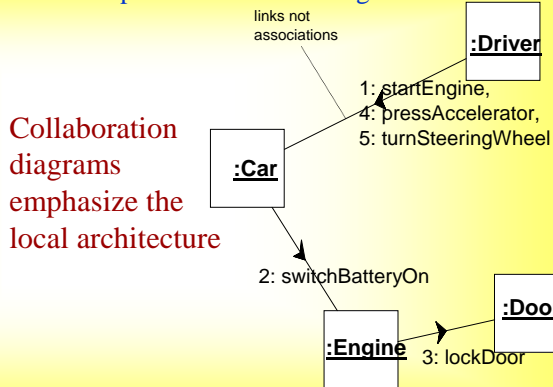 links not
associations
:Driver
1: startEngine,
4: pressAccelerator,
5: turnSteeringWheel
Collaboration
diagrams
emphasize the
local architecture
:Car
2: switchBatteryOn
:Engine
3: lockDoor